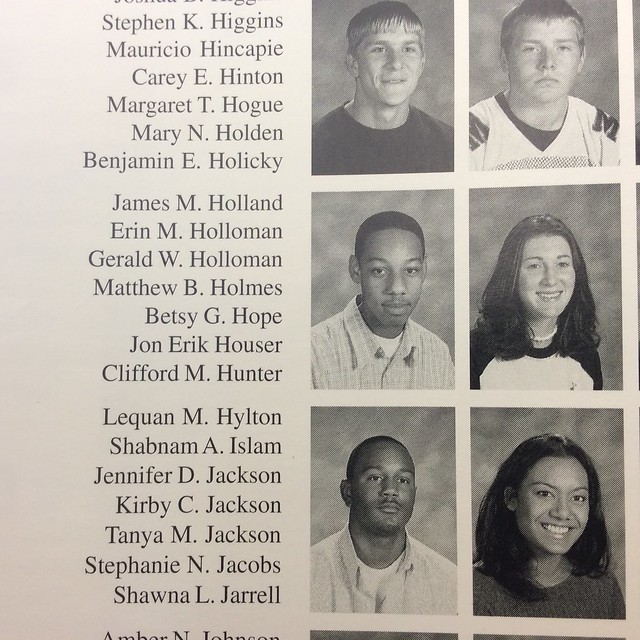 Stephen K. Higgins
Mauricio Hincapie
Carey E. Hinton
Margaret T. Hogue
Mary N. Holden
Benjamin E. Holicky
James M. Holland
Erin M. Holloman
Gerald W. Holloman
Matthew B. Holmes
Betsy G. Hope
Jon Erik Houser
Clifford M. Hunter
Lequan M. Hylton
Shabnam A. Islam
Jennifer D. Jackson
Kirby C. Jackson
Tanya M. Jackson
Stephanie N. Jacobs
Shawna L. Jarrell
Amber N. Johnson